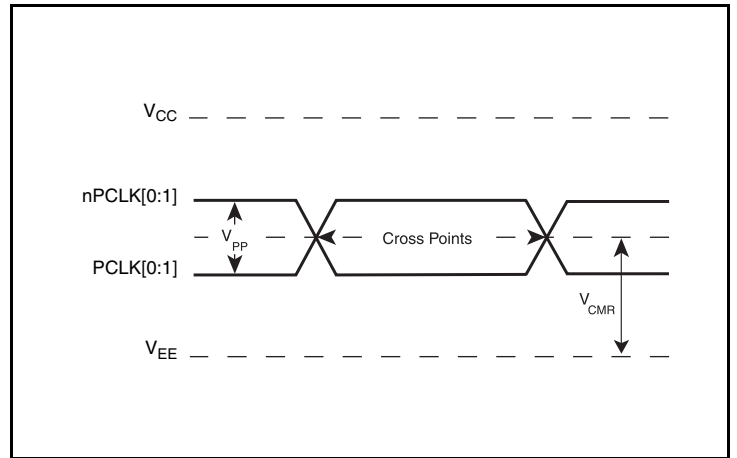 VCC
nPCLK[0:1]
VPP
Cross Points
PCLK[0:1]
VCMR
VEE